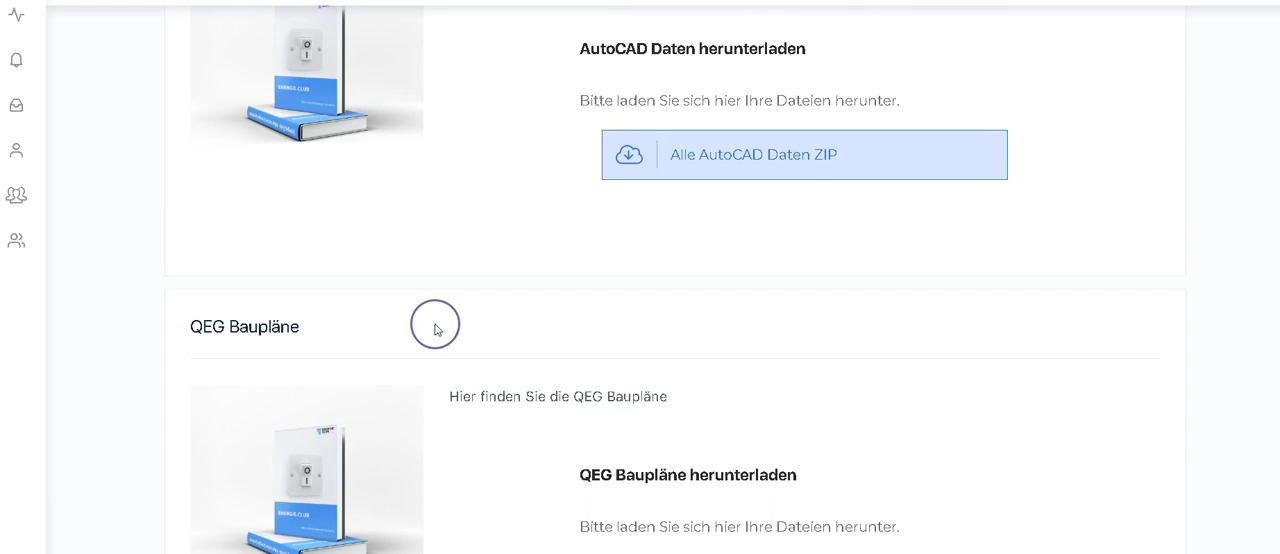 AutoCAD Daten herunterladen
Bitte laden Sie sich hier Ihre Dateien herunter.
Alle AutoCAD Daten ZIP
QEG Baupläne
Hier finden Sie die QEG Baupläne
QEG Baupläne herunterladen
Bitte laden Sie sich hier Ihre Dateien herunter.